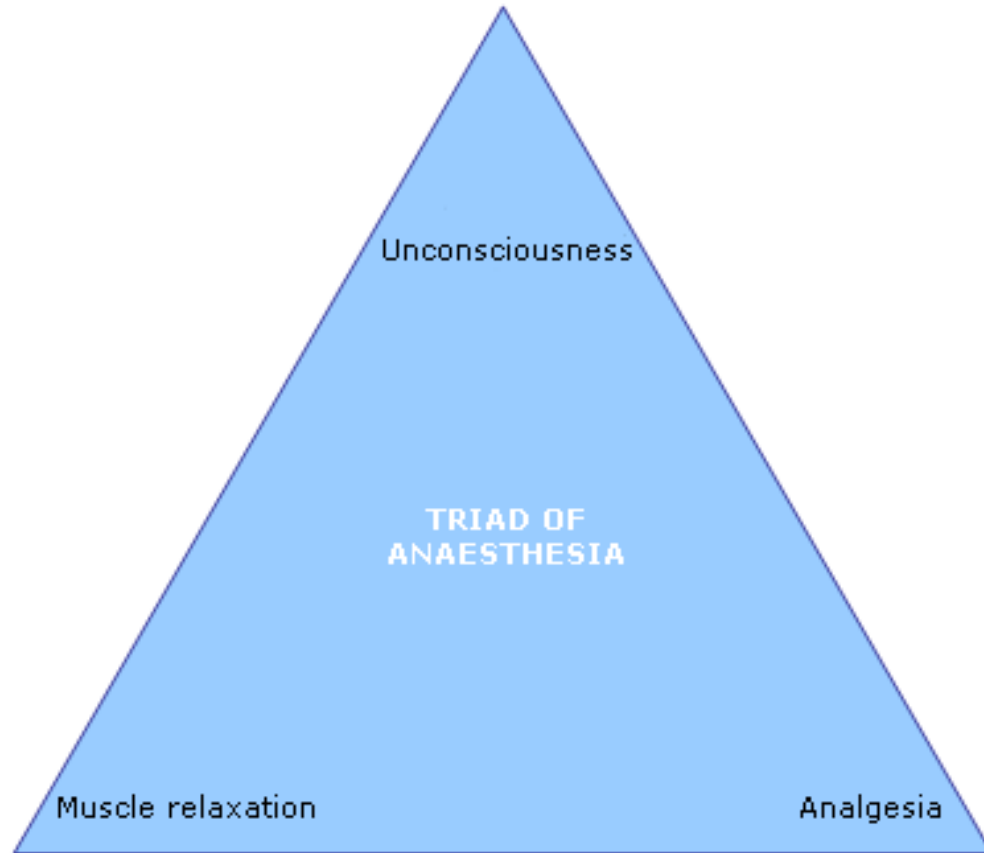 Unconsciousness
TRIAD OF
ANAESTHESIA
Muscle relaxation
Analgesia